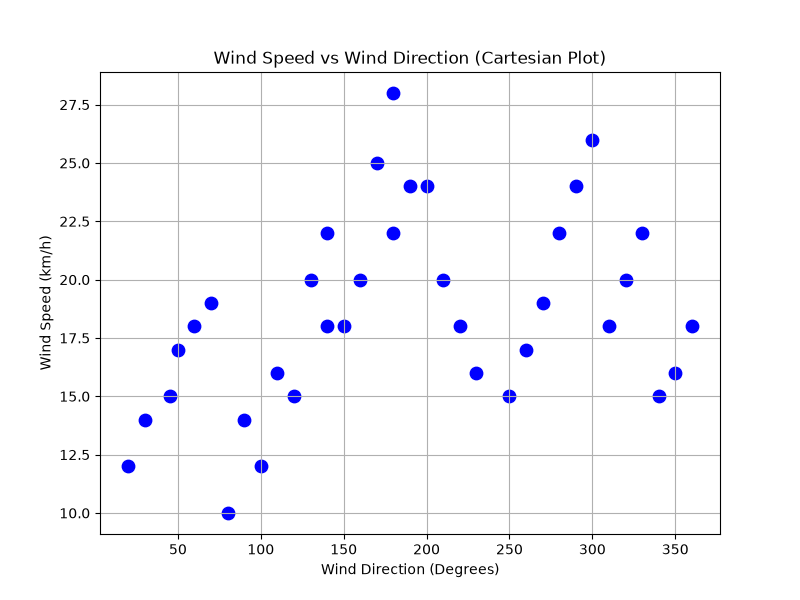 Wind Speed vs Wind Direction (Cartesian Plot)
Wind Speed (km/h)
27.5
25.0
22.5
20.0
17.5
15.0
12.5
10.0
50 100 150 200 250 300 350
Wind Direction (Degrees)